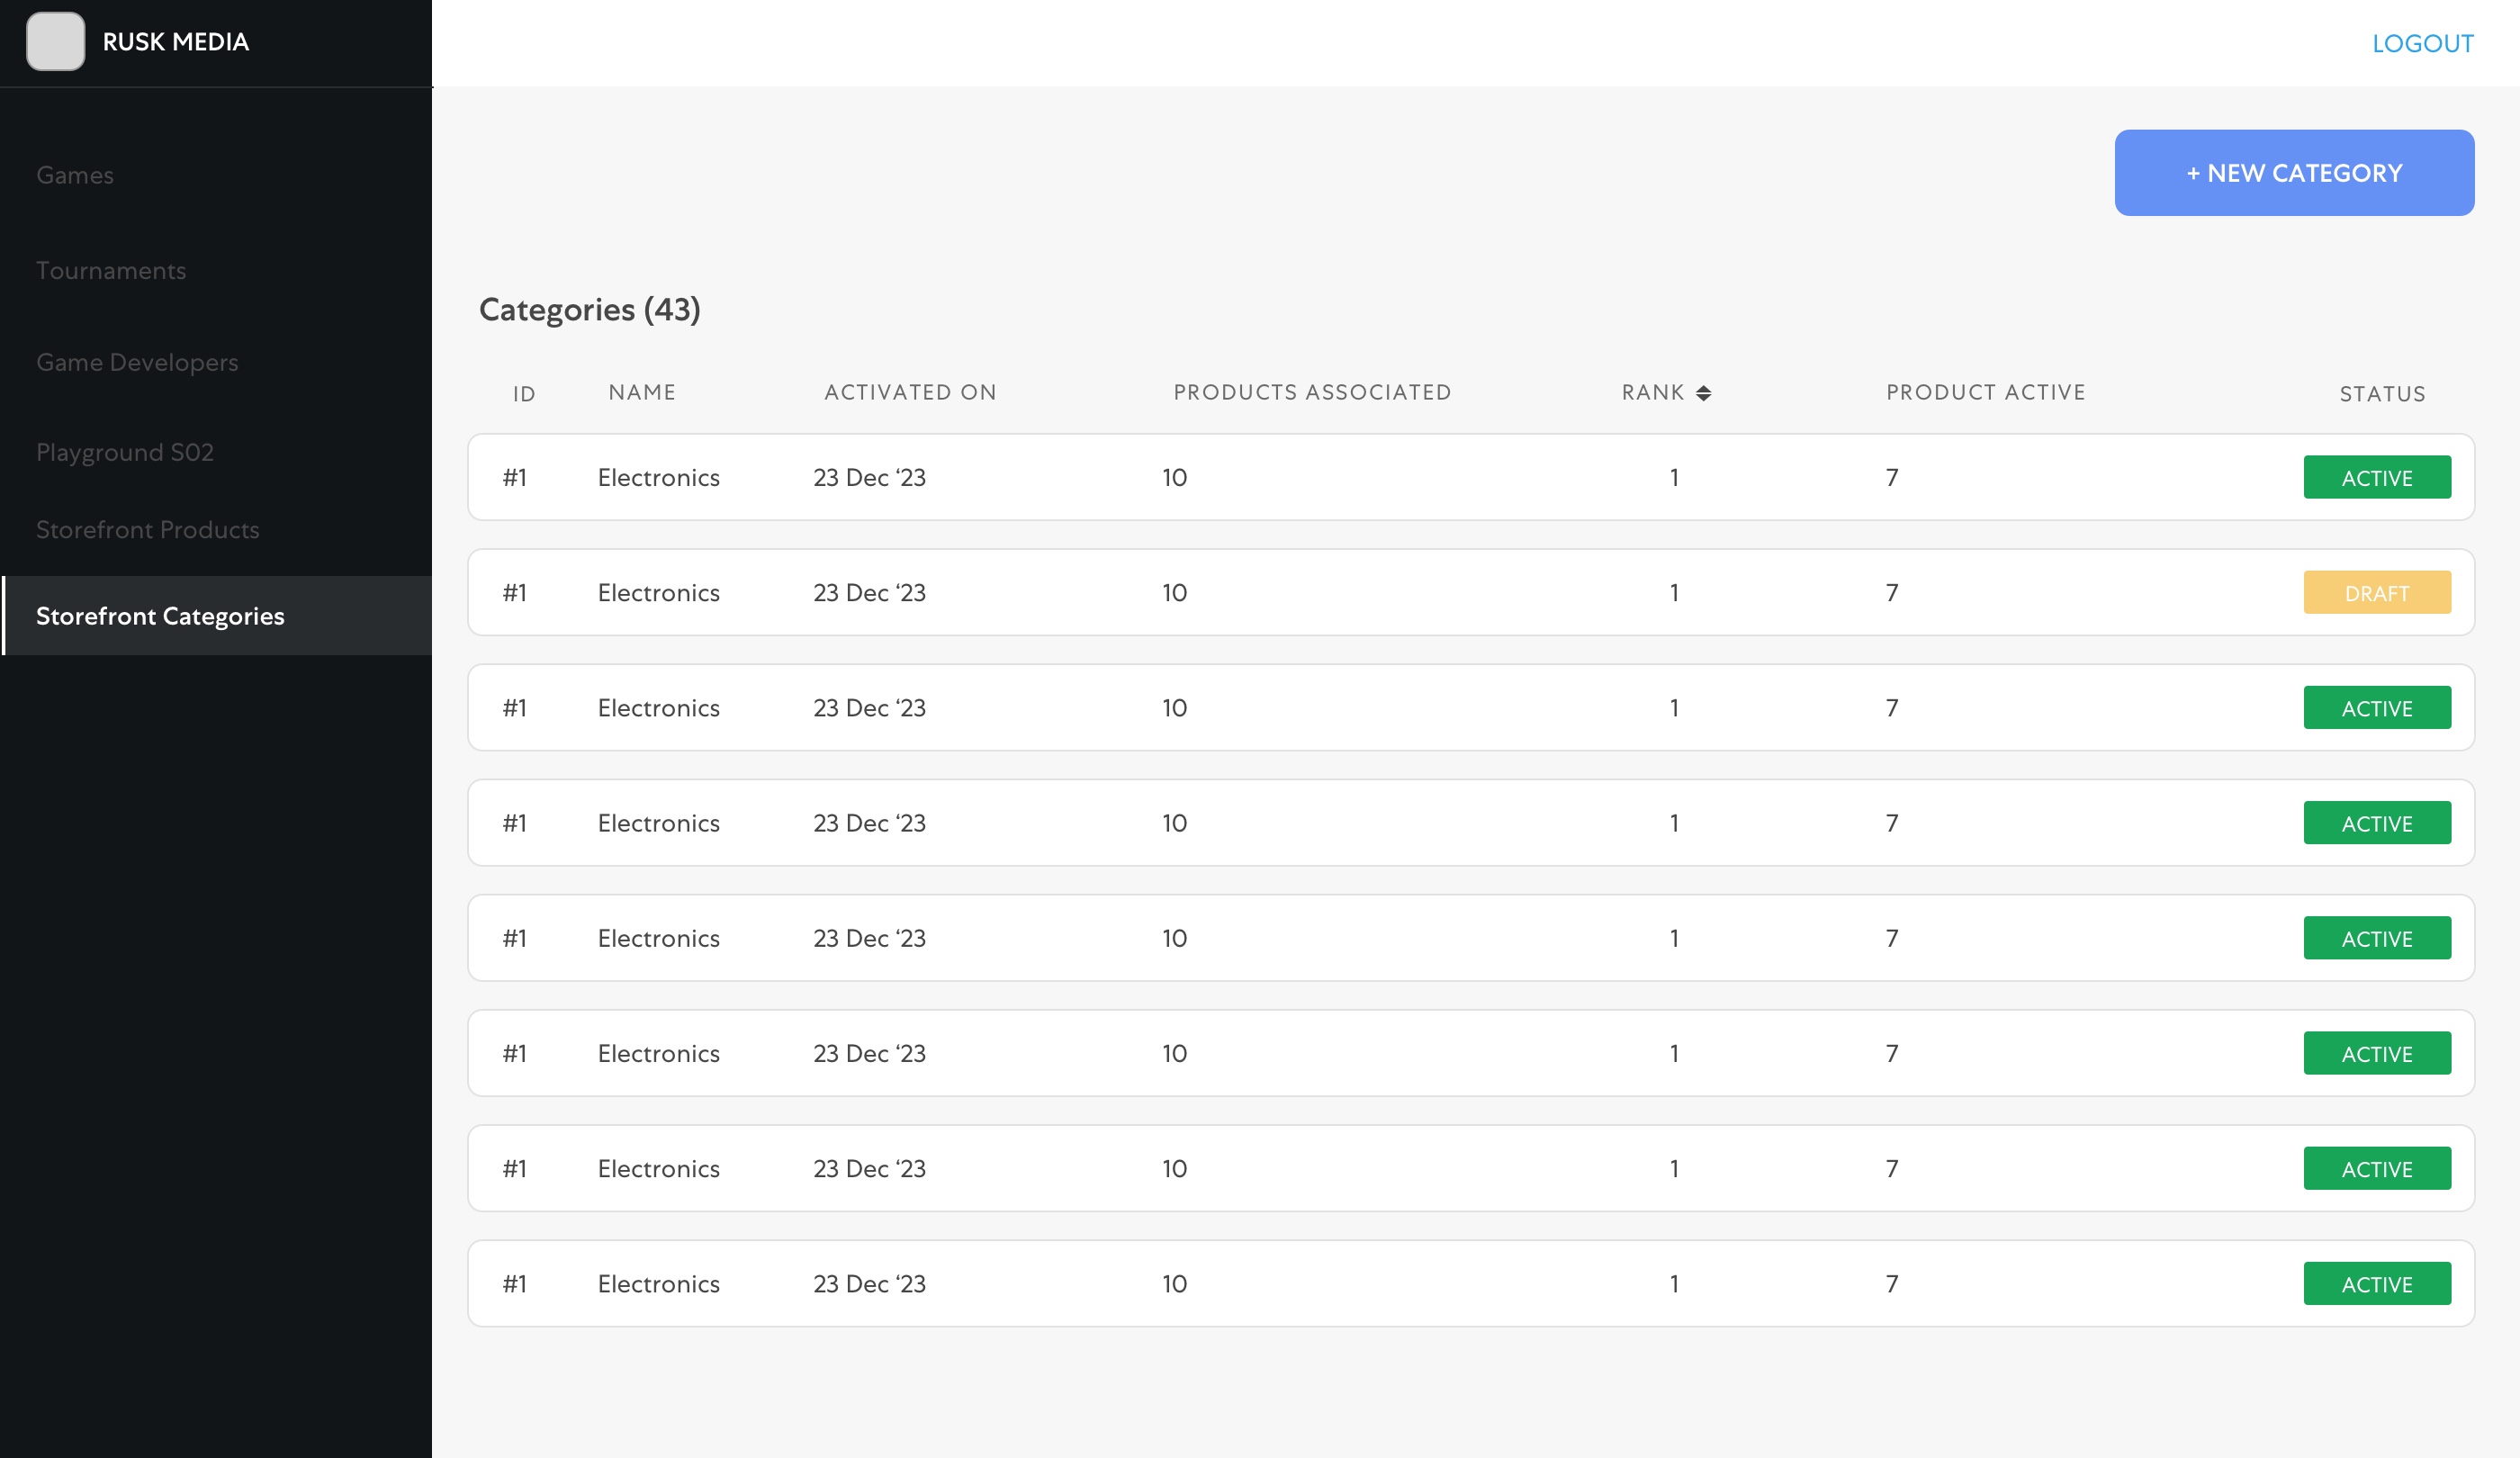 RUSK MEDIA
LOGOUT
Games
Tournaments
Game Developers
Playground S02
Storefront Products
Storefront Categories
+ NEW CATEGORY
Categories (43)
ID NAME ACTIVATED ON PRODUCTS ASSOCIATED RANK PRODUCT ACTIVE STATUS
#1 Electronics 23 Dec ‘23 10 1 7 ACTIVE
#1 Electronics 23 Dec ‘23 10 1 7 DRAFT
#1 Electronics 23 Dec ‘23 10 1 7 ACTIVE
#1 Electronics 23 Dec ‘23 10 1 7 ACTIVE
#1 Electronics 23 Dec ‘23 10 1 7 ACTIVE
#1 Electronics 23 Dec ‘23 10 1 7 ACTIVE
#1 Electronics 23 Dec ‘23 10 1 7 ACTIVE
#1 Electronics 23 Dec ‘23 10 1 7 ACTIVE